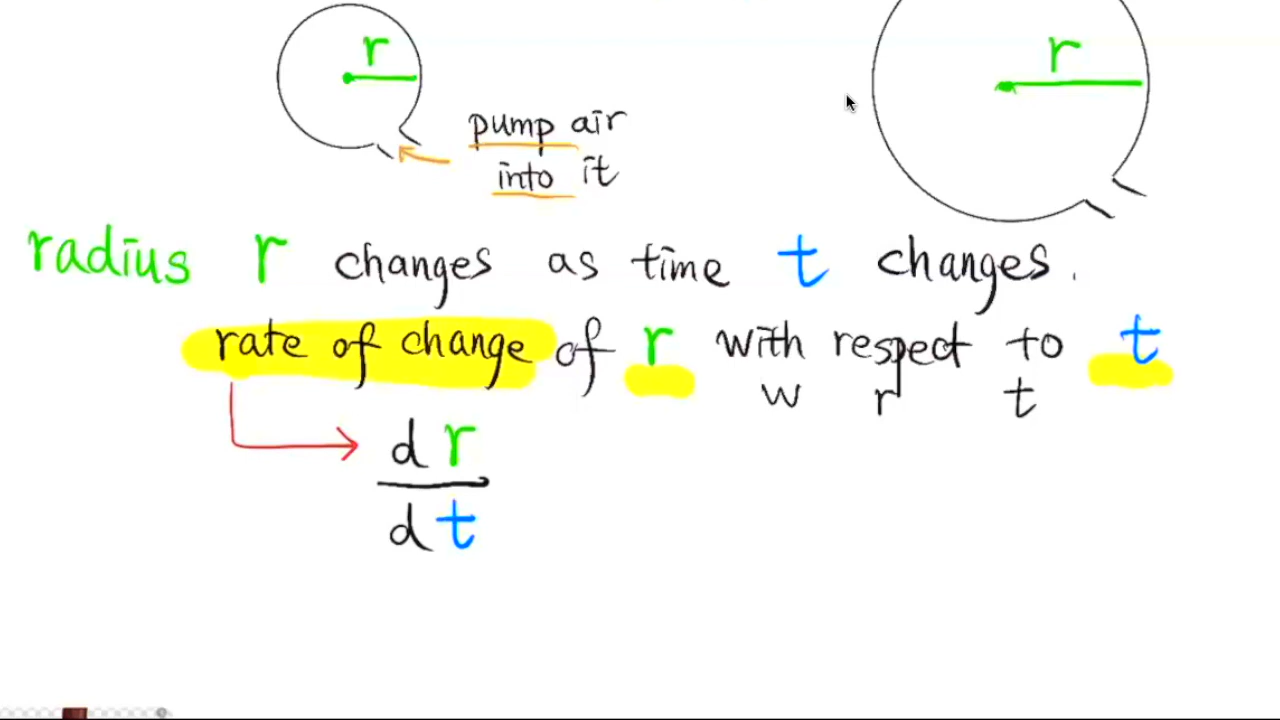 r
r
pump air
into it
radius r changes as time t changes.
rate of change of r with respect to t
w r t
dr
dt